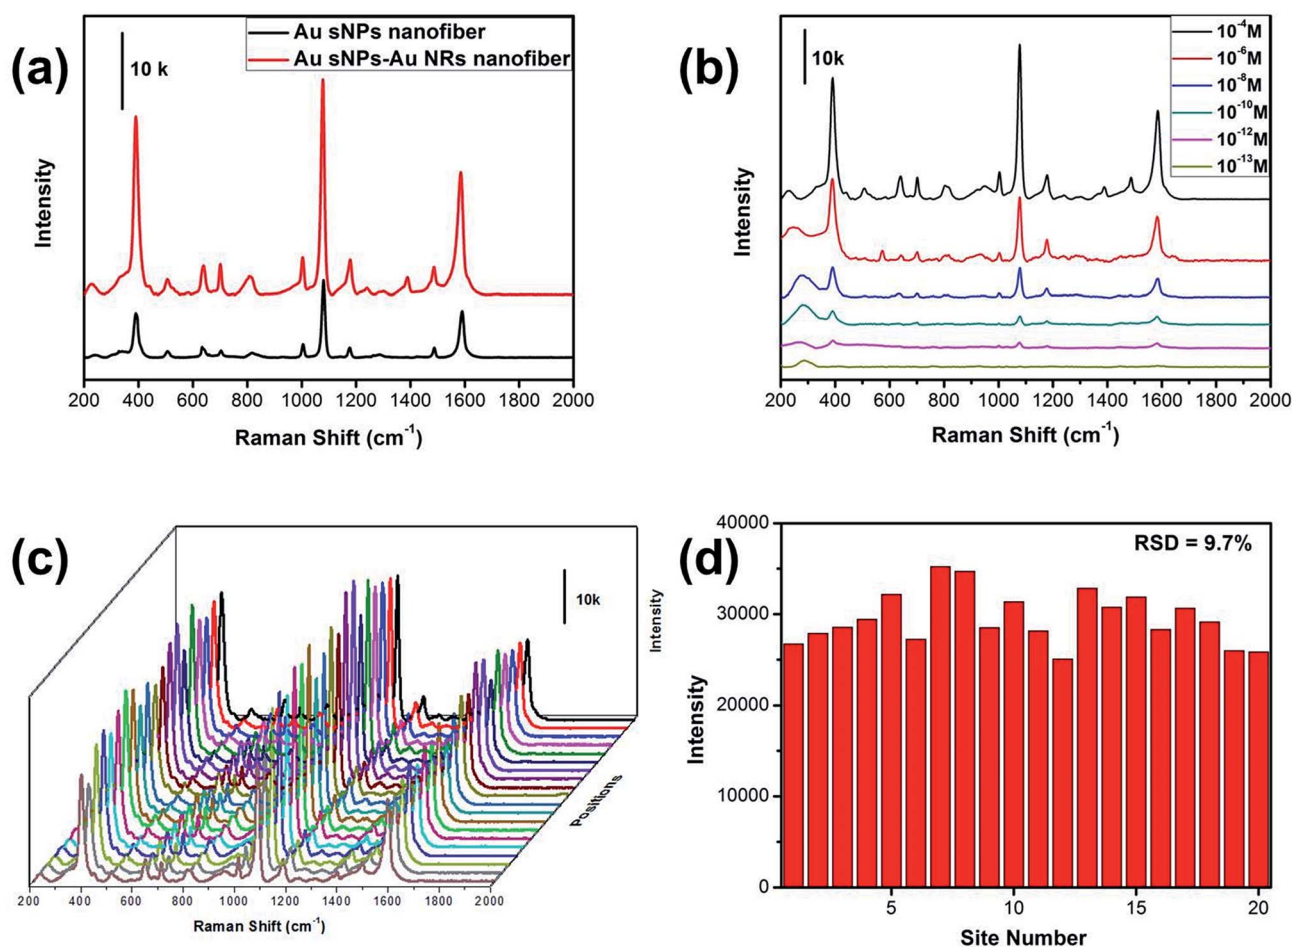 (a)
10 k
Au sNPs nanofiber
Au sNPs-Au NRs nanofiber
Intensity
200 400 600 800 1000 1200 1400 1600 1800 2000
Raman Shift (cm⁻¹)
(b)
10k
10⁻⁴M
10⁻⁶M
10⁻⁸M
10⁻¹⁰M
10⁻¹²M
10⁻¹³M
Intensity
200 400 600 800 1000 1200 1400 1600 1800 2000
Raman Shift (cm⁻¹)
(c)
10k
Intensity
Positions
200 400 600 800 1000 1200 1400 1600 1800 2000
Raman Shift (cm⁻¹)
(d)
RSD = 9.7%
40000
30000
20000
10000
0
Intensity
5 10 15 20
Site Number